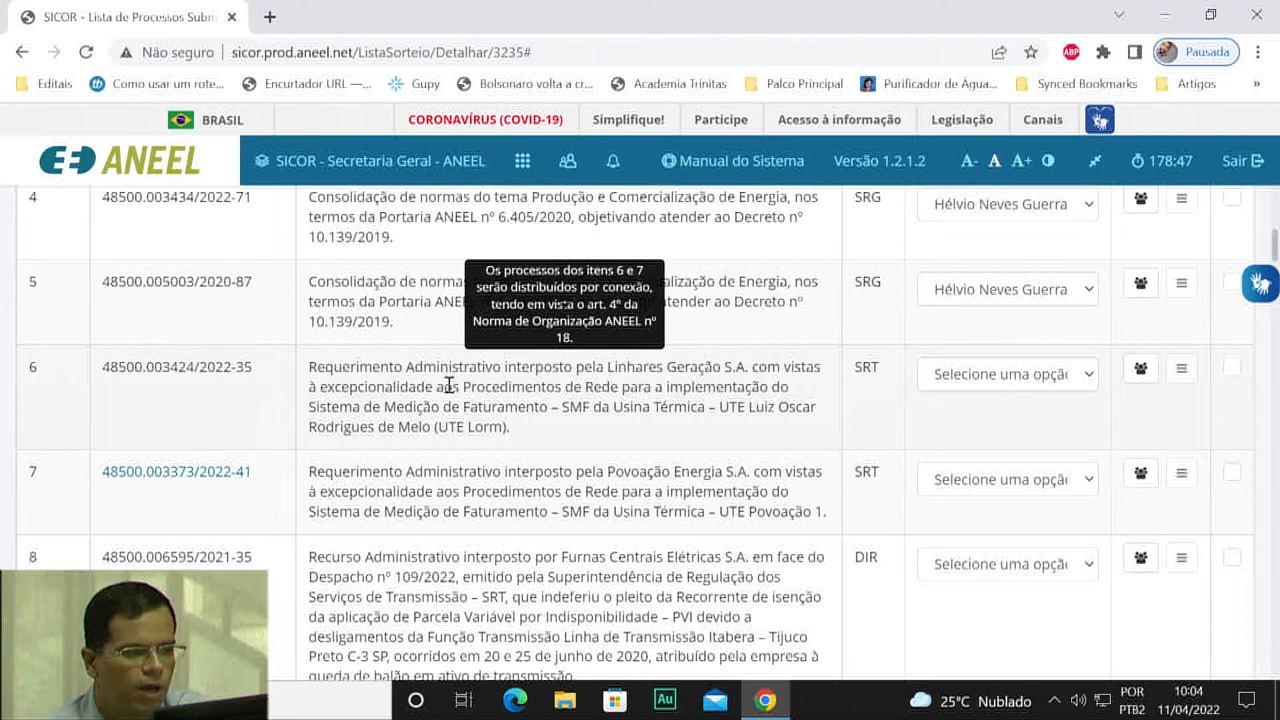 SICOR - Lista de Processos Subm
Não seguro
sicor.prod.aneel.net/ListaSorteio/Detalhar/3235#
ABP
Pausada
Editais
Como usar um rote...
Encurtador URL —...
Gupy
Bolsonaro volta a cr...
Academia Trinitas
Palco Principal
Purificador de Água...
Synced Bookmarks
Artigos
»
BRASIL
CORONAVÍRUS (COVID-19)
Simplifique!
Participe
Acesso à informação
Legislação
Canais
ANEEL
SICOR - Secretaria Geral - ANEEL
Manual do Sistema
Versão 1.2.1.2
A-
A
A+
178:47
Sair
4
48500.003434/2022-71
Consolidação de normas do tema Produção e Comercialização de Energia, nos
termos da Portaria ANEEL nº 6.405/2020, objetivando atender ao Decreto nº
10.139/2019.
SRG
Hélvio Neves Guerra
5
48500.005003/2020-87
Consolidação de normas
alização de Energia, nos
termos da Portaria ANEE
tender ao Decreto nº
10.139/2019.
SRG
Hélvio Neves Guerra
Os processos dos itens 6 e 7
serão distribuídos por conexão,
tendo em vista o art. 4º da
Norma de Organização ANEEL nº
18.
6
48500.003424/2022-35
Requerimento Administrativo interposto pela Linhares Geração S.A. com vistas
à excepcionalidade aos Procedimentos de Rede para a implementação do
Sistema de Medição de Faturamento – SMF da Usina Térmica – UTE Luiz Oscar
Rodrigues de Melo (UTE Lorm).
SRT
Selecione uma opçã
7
48500.003373/2022-41
Requerimento Administrativo interposto pela Povoação Energia S.A. com vistas
à excepcionalidade aos Procedimentos de Rede para a implementação do
Sistema de Medição de Faturamento – SMF da Usina Térmica – UTE Povoação 1.
SRT
Selecione uma opçã
8
48500.006595/2021-35
Recurso Administrativo interposto por Furnas Centrais Elétricas S.A. em face do
Despacho nº 109/2022, emitido pela Superintendência de Regulação dos
Serviços de Transmissão – SRT, que indeferiu o pleito da Recorrente de isenção
da aplicação de Parcela Variável por Indisponibilidade – PVI devido a
desligamentos da Função Transmissão Linha de Transmissão Itabera – Tijuco
Preto C-3 SP, ocorridos em 20 e 25 de junho de 2020, atribuído pela empresa à
queda de balão em ativo de transmissão.
DIR
Selecione uma opçã
Au
25°C Nublado
POR
PTB2
10:04
11/04/2022